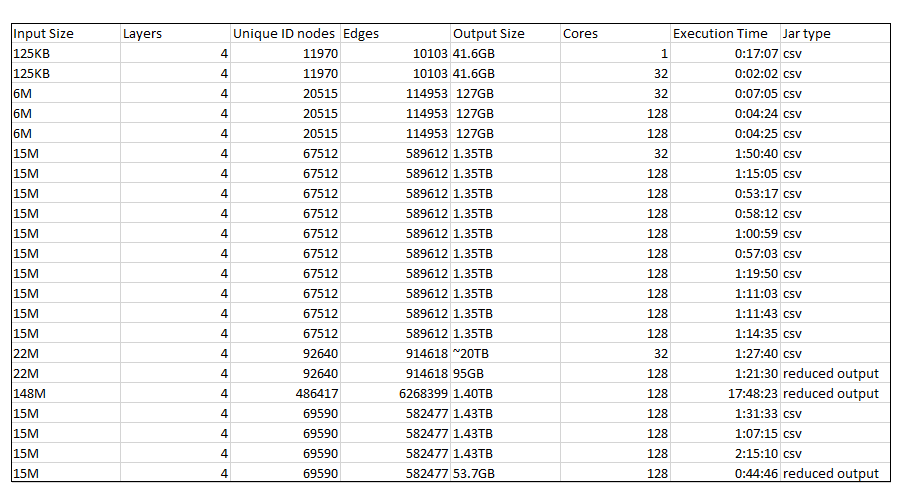 Input Size Layers Unique ID nodes Edges Output Size Cores Execution Time Jar type
125KB 4 11970 10103 41.6GB 1 0:17:07 csv
125KB 4 11970 10103 41.6GB 32 0:02:02 csv
6M 4 20515 114953 127GB 32 0:07:05 csv
6M 4 20515 114953 127GB 128 0:04:24 csv
6M 4 20515 114953 127GB 128 0:04:25 csv
15M 4 67512 589612 1.35TB 32 1:50:40 csv
15M 4 67512 589612 1.35TB 128 1:15:05 csv
15M 4 67512 589612 1.35TB 128 0:53:17 csv
15M 4 67512 589612 1.35TB 128 0:58:12 csv
15M 4 67512 589612 1.35TB 128 1:00:59 csv
15M 4 67512 589612 1.35TB 128 0:57:03 csv
15M 4 67512 589612 1.35TB 128 1:19:50 csv
15M 4 67512 589612 1.35TB 128 1:11:03 csv
15M 4 67512 589612 1.35TB 128 1:11:43 csv
15M 4 67512 589612 1.35TB 128 1:14:35 csv
22M 4 92640 914618 ~20TB 32 1:27:40 csv
22M 4 92640 914618 95GB 128 1:21:30 reduced output
148M 4 486417 6268399 1.40TB 128 17:48:23 reduced output
15M 4 69590 582477 1.43TB 128 1:31:33 csv
15M 4 69590 582477 1.43TB 128 1:07:15 csv
15M 4 69590 582477 1.43TB 128 2:15:10 csv
15M 4 69590 582477 53.7GB 128 0:44:46 reduced output